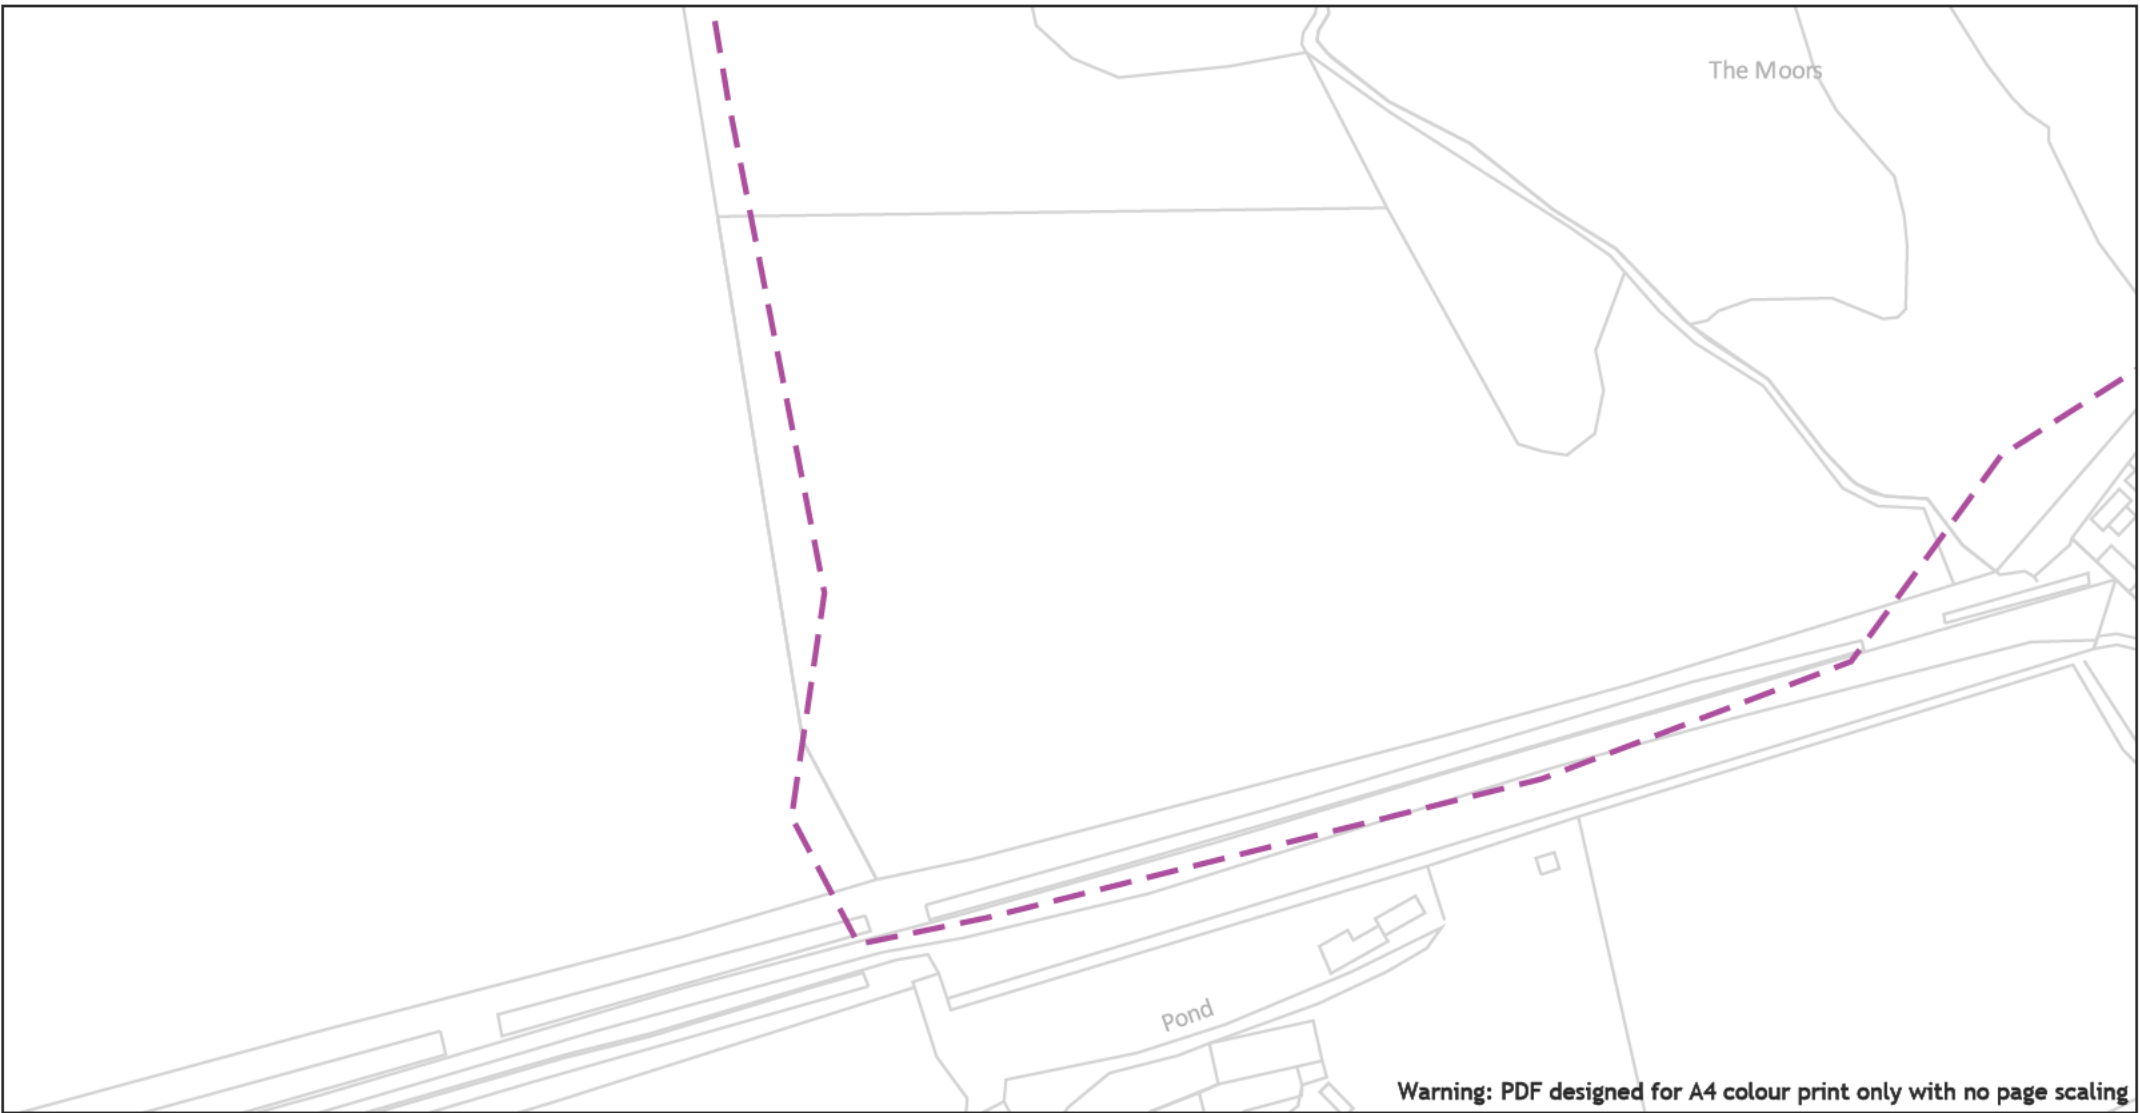 The Moors
Pond
Warning: PDF designed for A4 colour print only with no page scaling